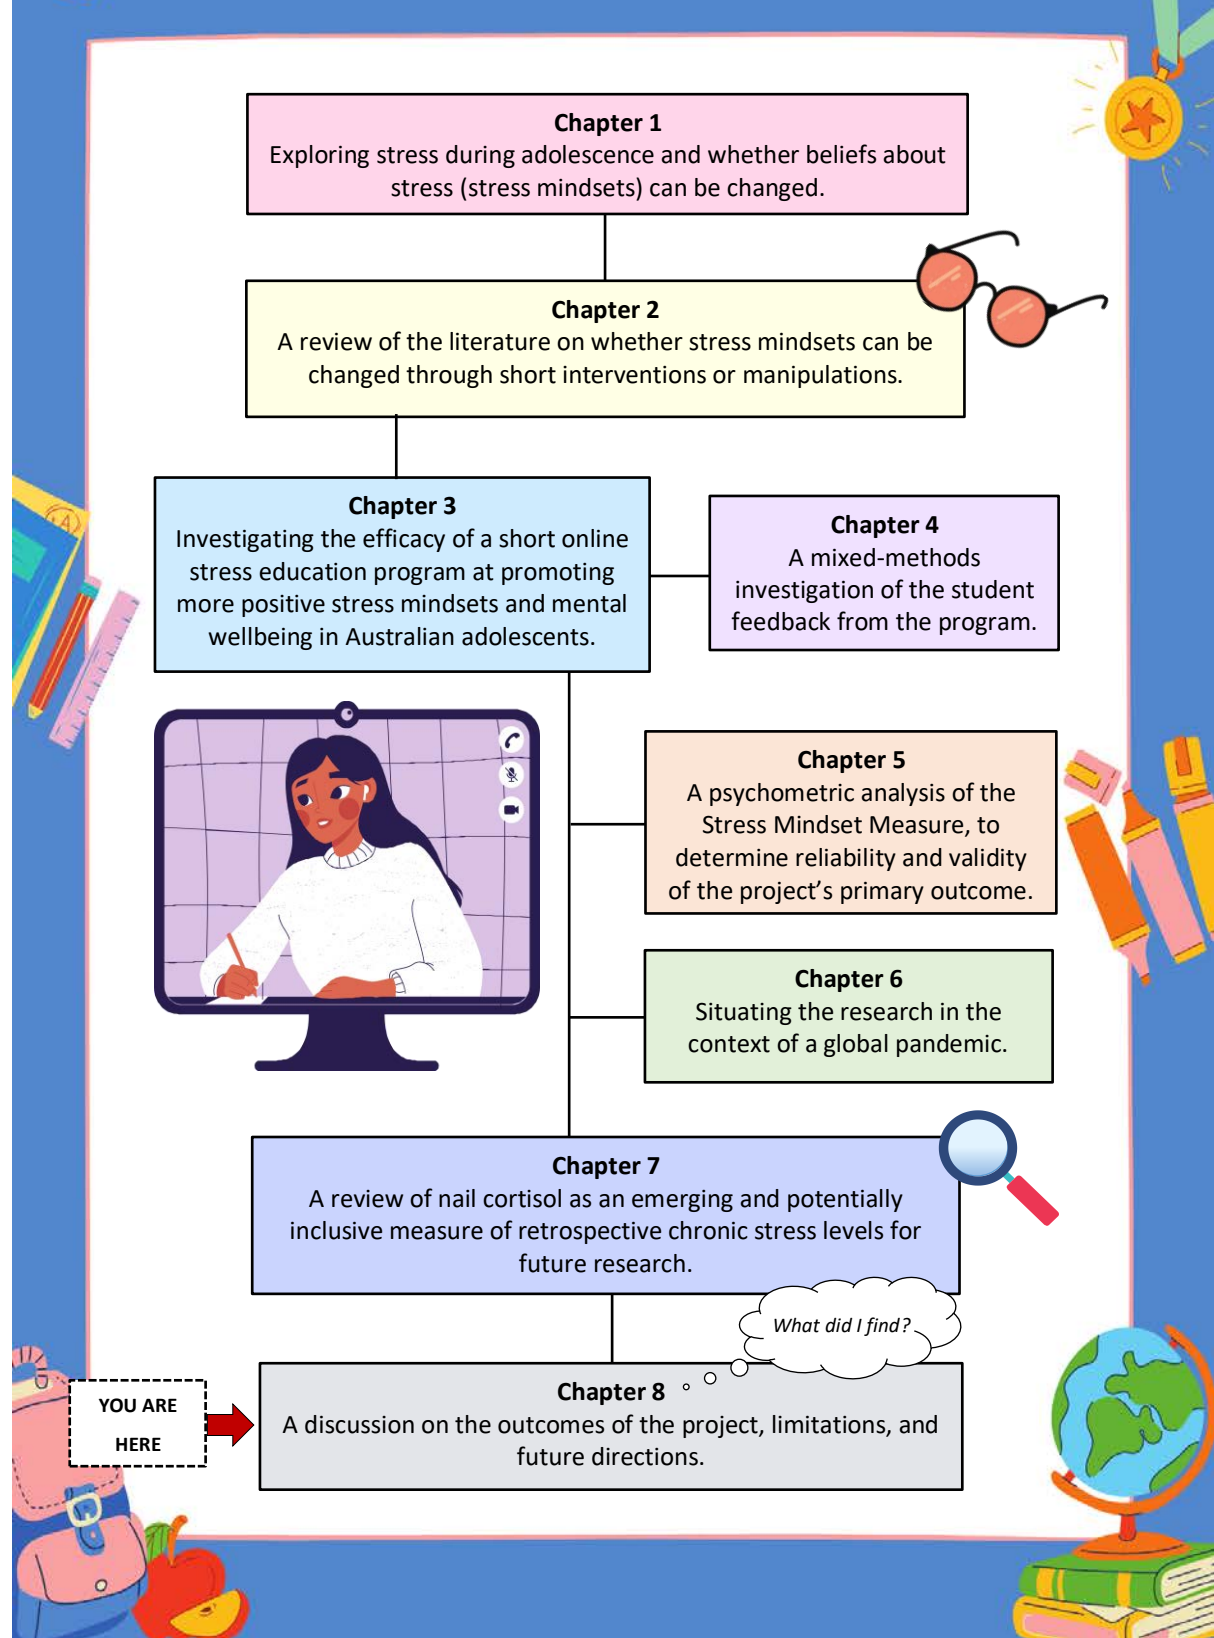 Chapter 1
Exploring stress during adolescence and whether beliefs about
stress (stress mindsets) can be changed.
Chapter 2
A review of the literature on whether stress mindsets can be
changed through short interventions or manipulations.
Chapter 3
Investigating the efficacy of a short online
stress education program at promoting
more positive stress mindsets and mental
wellbeing in Australian adolescents.
Chapter 4
A mixed-methods
investigation of the student
feedback from the program.
Chapter 5
A psychometric analysis of the
Stress Mindset Measure, to
determine reliability and validity
of the project’s primary outcome.
Chapter 6
Situating the research in the
context of a global pandemic.
Chapter 7
A review of nail cortisol as an emerging and potentially
inclusive measure of retrospective chronic stress levels for
future research.
What did I find?
YOU ARE
HERE
Chapter 8
A discussion on the outcomes of the project, limitations, and
future directions.
A